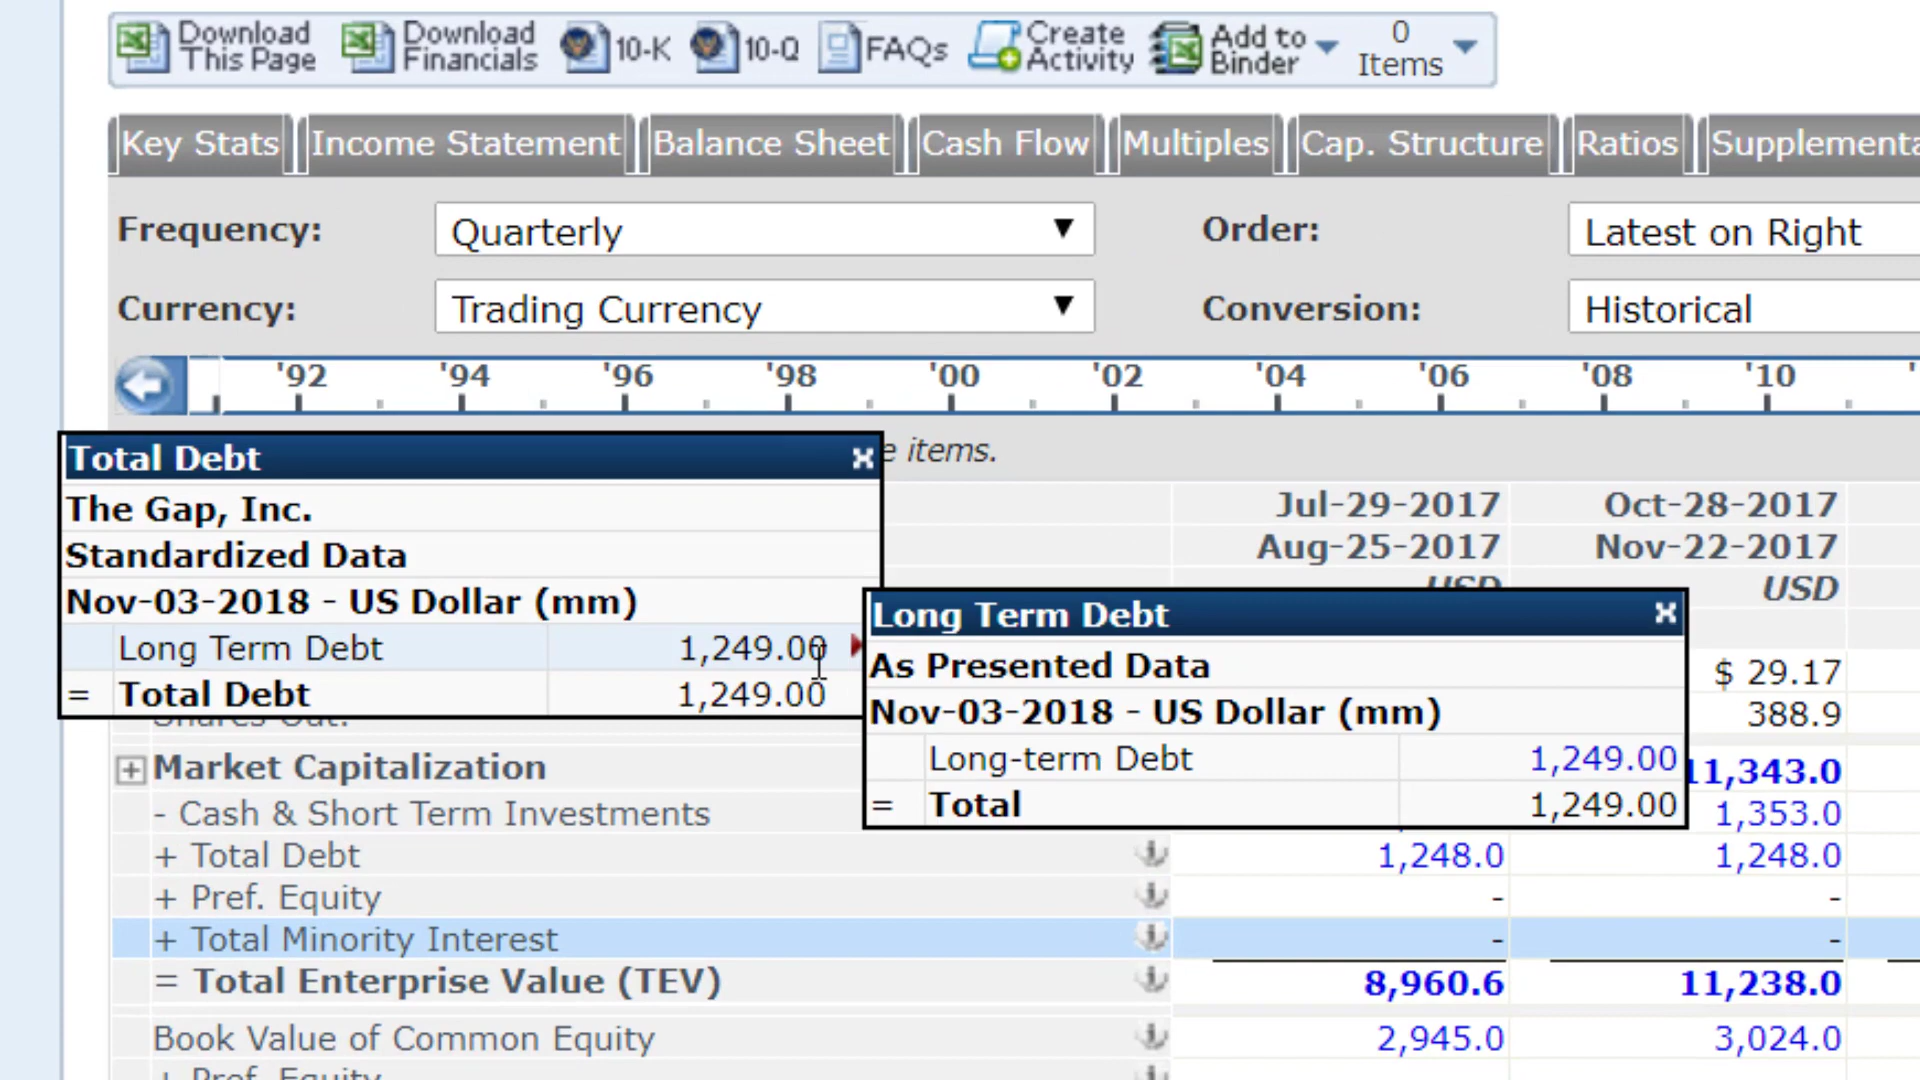 Download This Page
Download Financials
10-K
10-Q
FAQs
Create Activity
Add to Binder
0 Items
Key Stats
Income Statement
Balance Sheet
Cash Flow
Multiples
Cap. Structure
Ratios
Supplementa
Frequency: Quarterly Order: Latest on Right
Currency: Trading Currency Conversion: Historical
'92 '94 '96 '98 '00 '02 '04 '06 '08 '10
e items.
Total Debt
The Gap, Inc.
Standardized Data
Nov-03-2018 - US Dollar (mm)
Long Term Debt 1,249.00
= Total Debt 1,249.00
Jul-29-2017 Oct-28-2017
Aug-25-2017 Nov-22-2017
USD USD
Long Term Debt
As Presented Data
Nov-03-2018 - US Dollar (mm)
Long-term Debt 1,249.00
= Total 1,249.00
$ 29.17
Shares Out. 388.9
Market Capitalization 11,343.0
- Cash & Short Term Investments 1,353.0
+ Total Debt 1,248.0 1,248.0
+ Pref. Equity - -
+ Total Minority Interest - -
= Total Enterprise Value (TEV) 8,960.6 11,238.0
Book Value of Common Equity 2,945.0 3,024.0
+ Pref. Equity